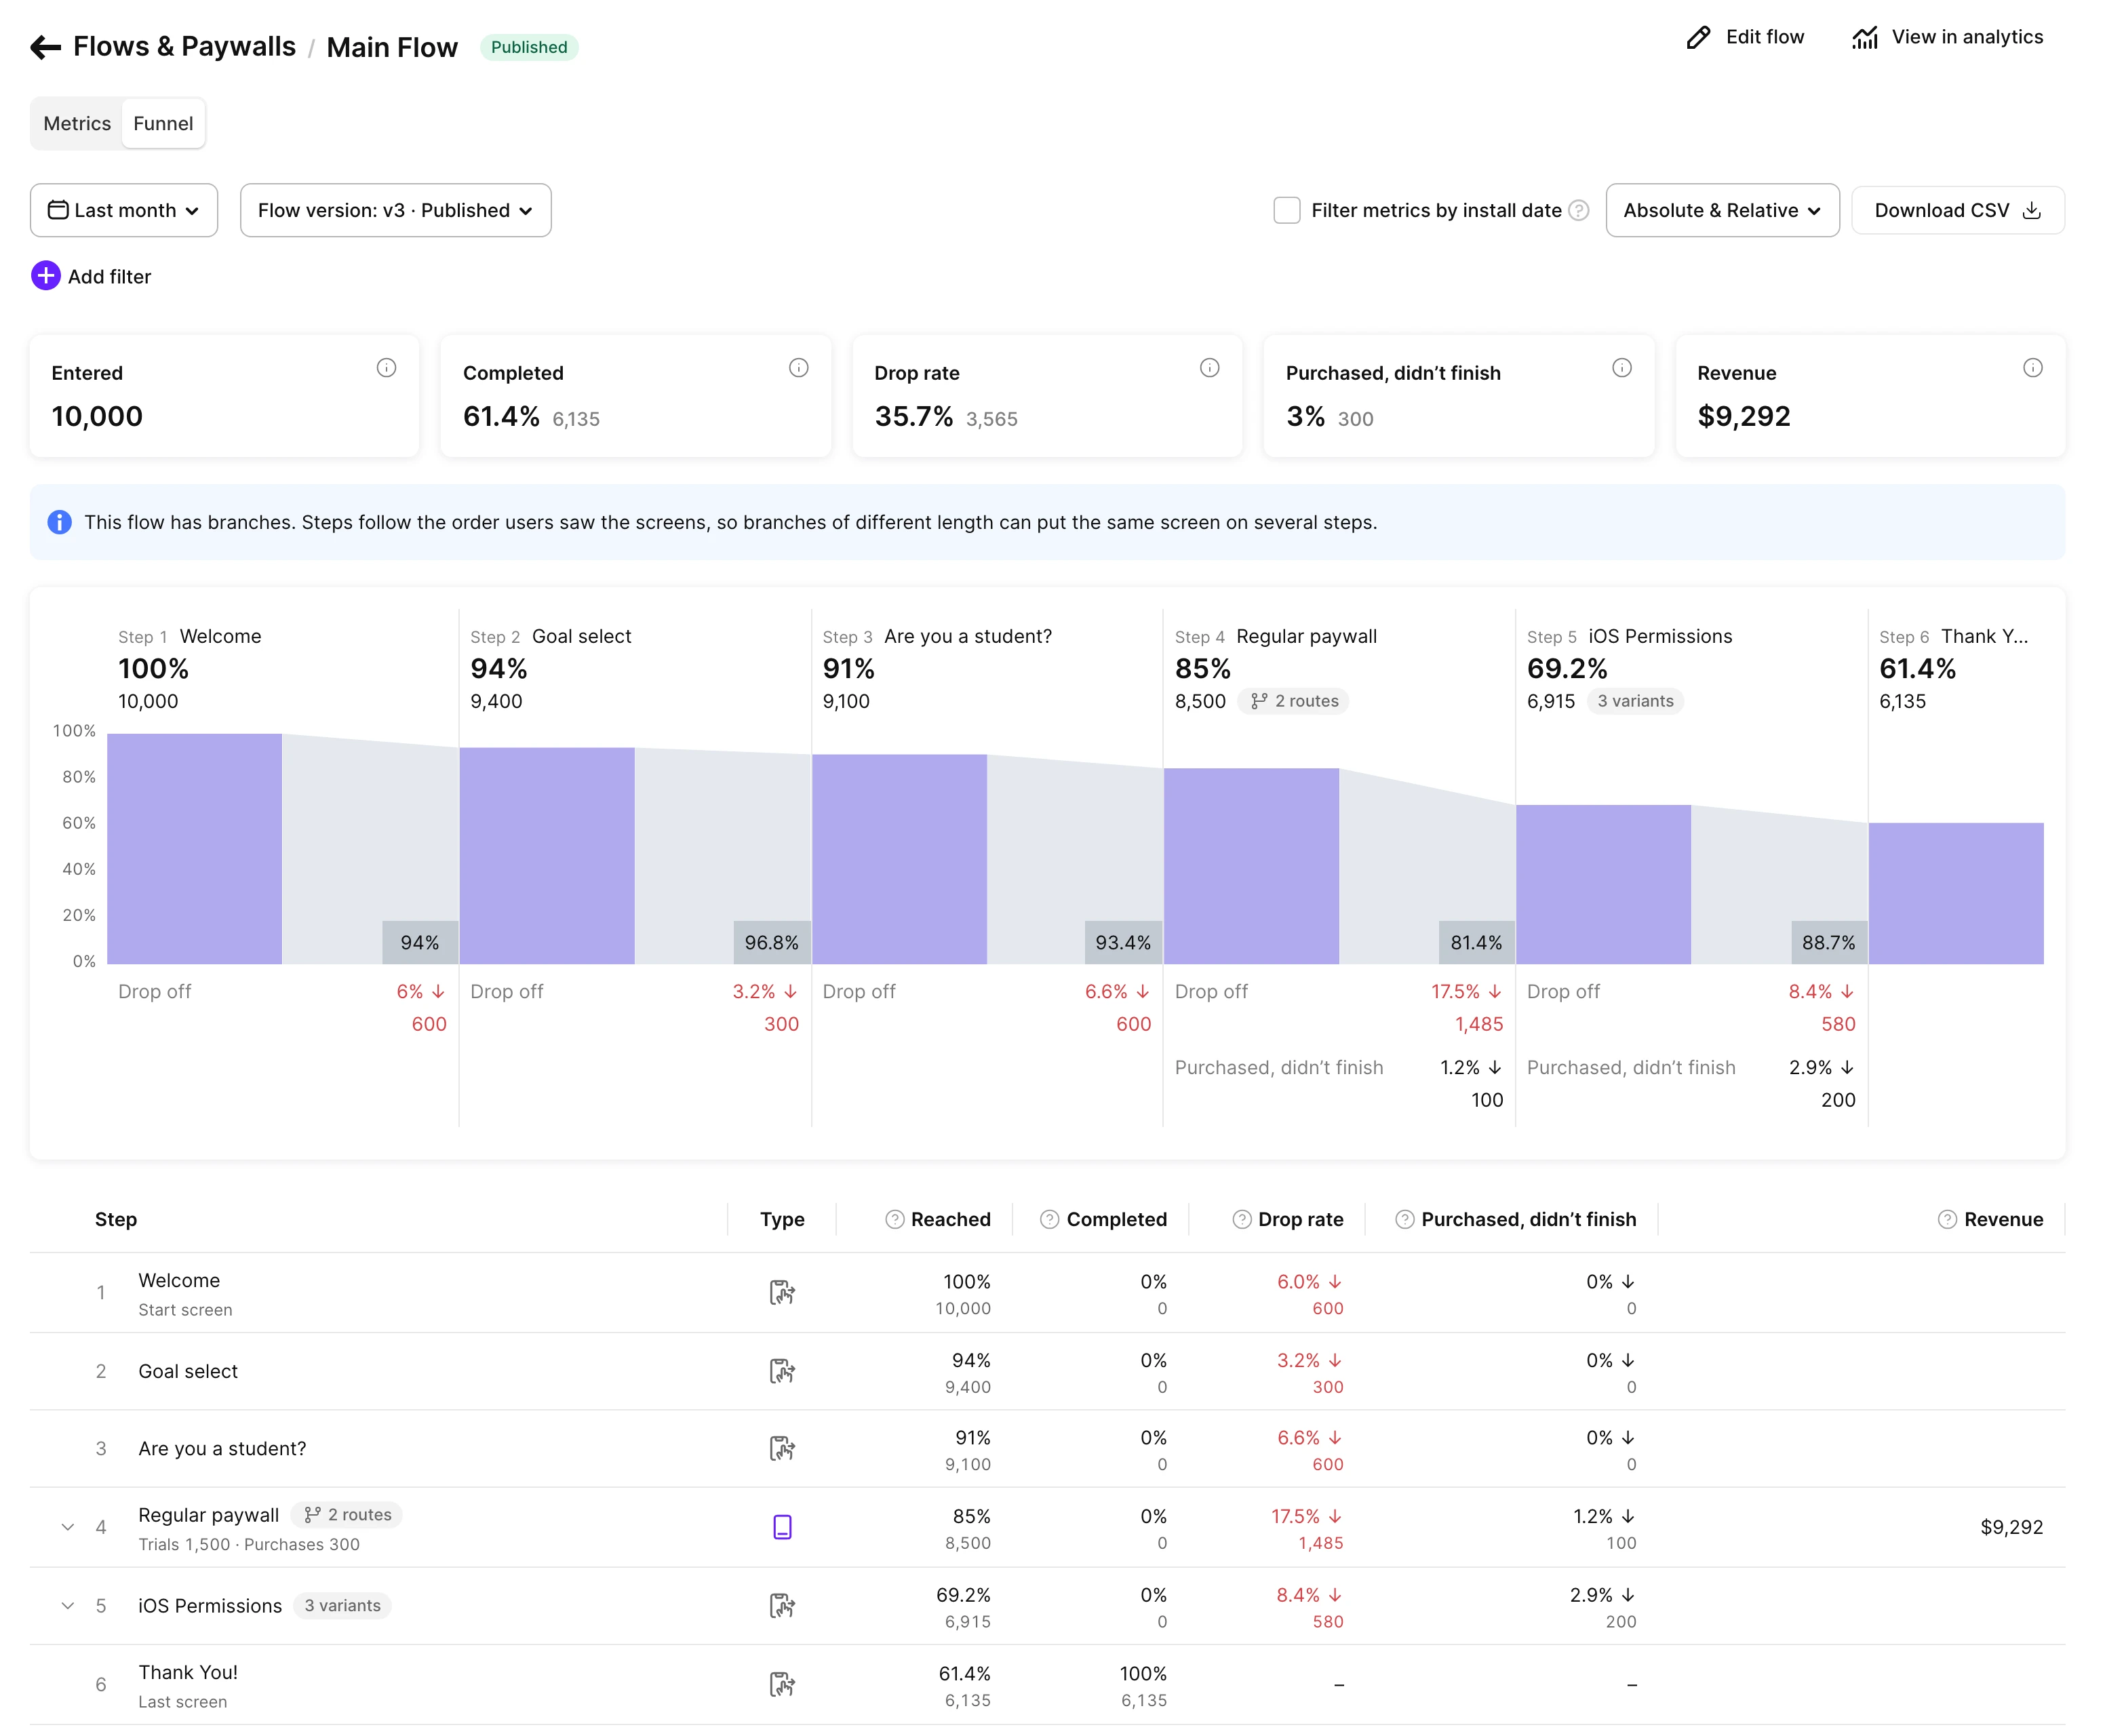 Flows & Paywalls / Main Flow Published
Edit flow View in analytics
Metrics Funnel
Last month Flow version: v3 · Published
Filter metrics by install date ? Absolute & Relative Download CSV
Add filter
Entered
10,000
Completed
61.4% 6,135
Drop rate
35.7% 3,565
Purchased, didn’t finish
3% 300
Revenue
$9,292
This flow has branches. Steps follow the order users saw the screens, so branches of different length can put the same screen on several steps.
Step 1 Welcome
100%
10,000
Step 2 Goal select
94%
9,400
Step 3 Are you a student?
91%
9,100
Step 4 Regular paywall
85%
8,500 2 routes
Step 5 iOS Permissions
69.2%
6,915 3 variants
Step 6 Thank Y...
61.4%
6,135
100%
80%
60%
40%
20%
0%
94% 96.8% 93.4% 81.4% 88.7%
Drop off 6% ↓
600
Drop off 3.2% ↓
300
Drop off 6.6% ↓
600
Drop off 17.5% ↓
1,485
Purchased, didn’t finish 1.2% ↓
100
Drop off 8.4% ↓
580
Purchased, didn’t finish 2.9% ↓
200
Step Type ? Reached ? Completed ? Drop rate ? Purchased, didn’t finish ? Revenue
1 Welcome 100% 0% 6.0% ↓ 0% ↓
Start screen 10,000 0 600 0
2 Goal select 94% 0% 3.2% ↓ 0% ↓
9,400 0 300 0
3 Are you a student? 91% 0% 6.6% ↓ 0% ↓
9,100 0 600 0
4 Regular paywall 2 routes 85% 0% 17.5% ↓ 1.2% ↓ $9,292
Trials 1,500 · Purchases 300 8,500 0 1,485 100
5 iOS Permissions 3 variants 69.2% 0% 8.4% ↓ 2.9% ↓
6,915 0 580 200
6 Thank You! 61.4% 100% – –
Last screen 6,135 6,135